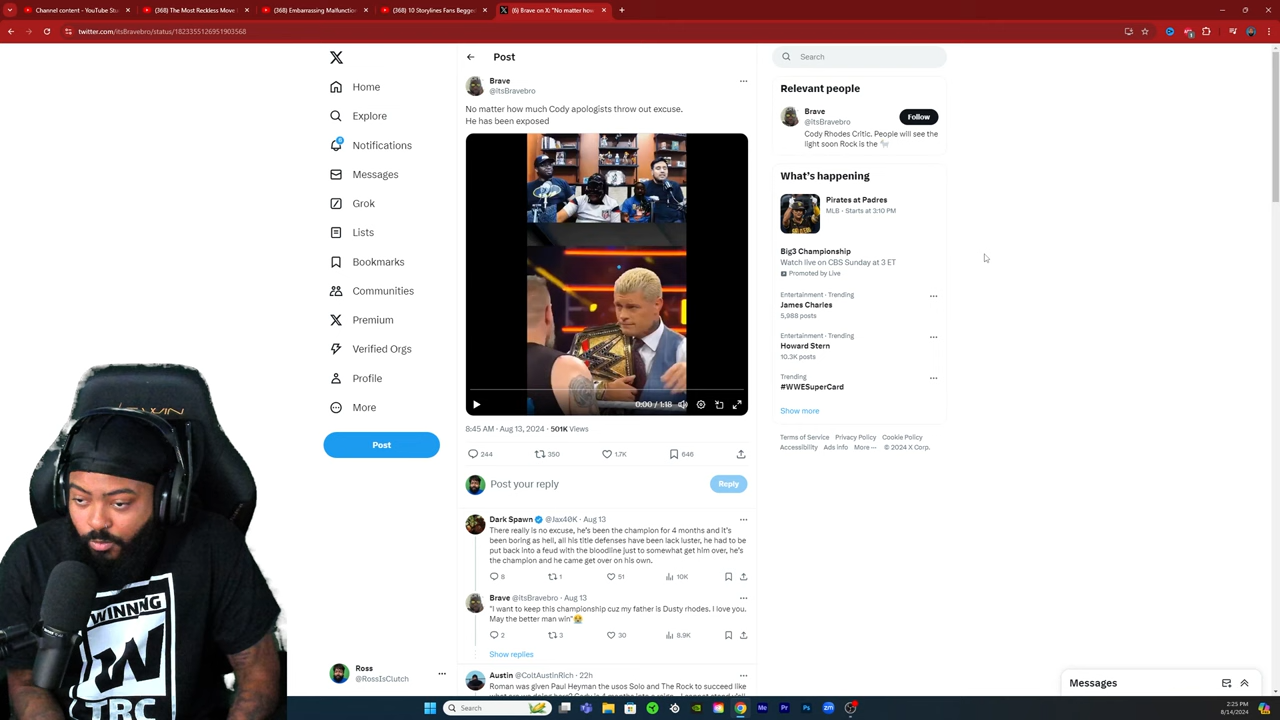 Channel content - YouTube Stu
(368) The Most Reckless Move
(368) Embarrassing Malfunction
(368) 10 Storylines Fans Begged
(6) Brave on X: "No matter how
twitter.com/itsBravebro/status/1823355126951903568
Home
Explore
8
Notifications
Messages
Grok
Lists
Bookmarks
Communities
Premium
Verified Orgs
Profile
More
Post
Ross
@RossIsClutch
Post
Brave
@itsBravebro
No matter how much Cody apologists throw out excuse.
He has been exposed
0:00 / 1:18
8:45 AM · Aug 13, 2024 · 501K Views
244
350
1.7K
646
Post your reply
Reply
Dark Spawn @Jax40K · Aug 13
There really is no excuse, he's been the champion for 4 months and it's
been boring as hell, all his title defenses have been lack luster, he had to be
put back into a feud with the bloodline just to somewhat get him over, he's
the champion and he came get over on his own.
8
1
51
10K
Brave @itsBravebro · Aug 13
"I want to keep this championship cuz my father is Dusty rhodes. I love you.
May the better man win"😭
2
3
30
8.9K
Show replies
Austin @ColtAustinRich · 22h
Roman was given Paul Heyman the usos Solo and The Rock to succeed like
Search
Relevant people
Brave
@itsBravebro
Follow
Cody Rhodes Critic. People will see the
light soon Rock is the 🐐
What's happening
Pirates at Padres
MLB · Starts at 3:10 PM
Big3 Championship
Watch live on CBS Sunday at 3 ET
Promoted by Live
Entertainment · Trending
James Charles
5,988 posts
Entertainment · Trending
Howard Stern
10.3K posts
Trending
#WWESuperCard
Show more
Terms of Service Privacy Policy Cookie Policy
Accessibility Ads info More ··· © 2024 X Corp.
Messages
WINNNG
TRC
Search
2:25 PM
8/14/2024